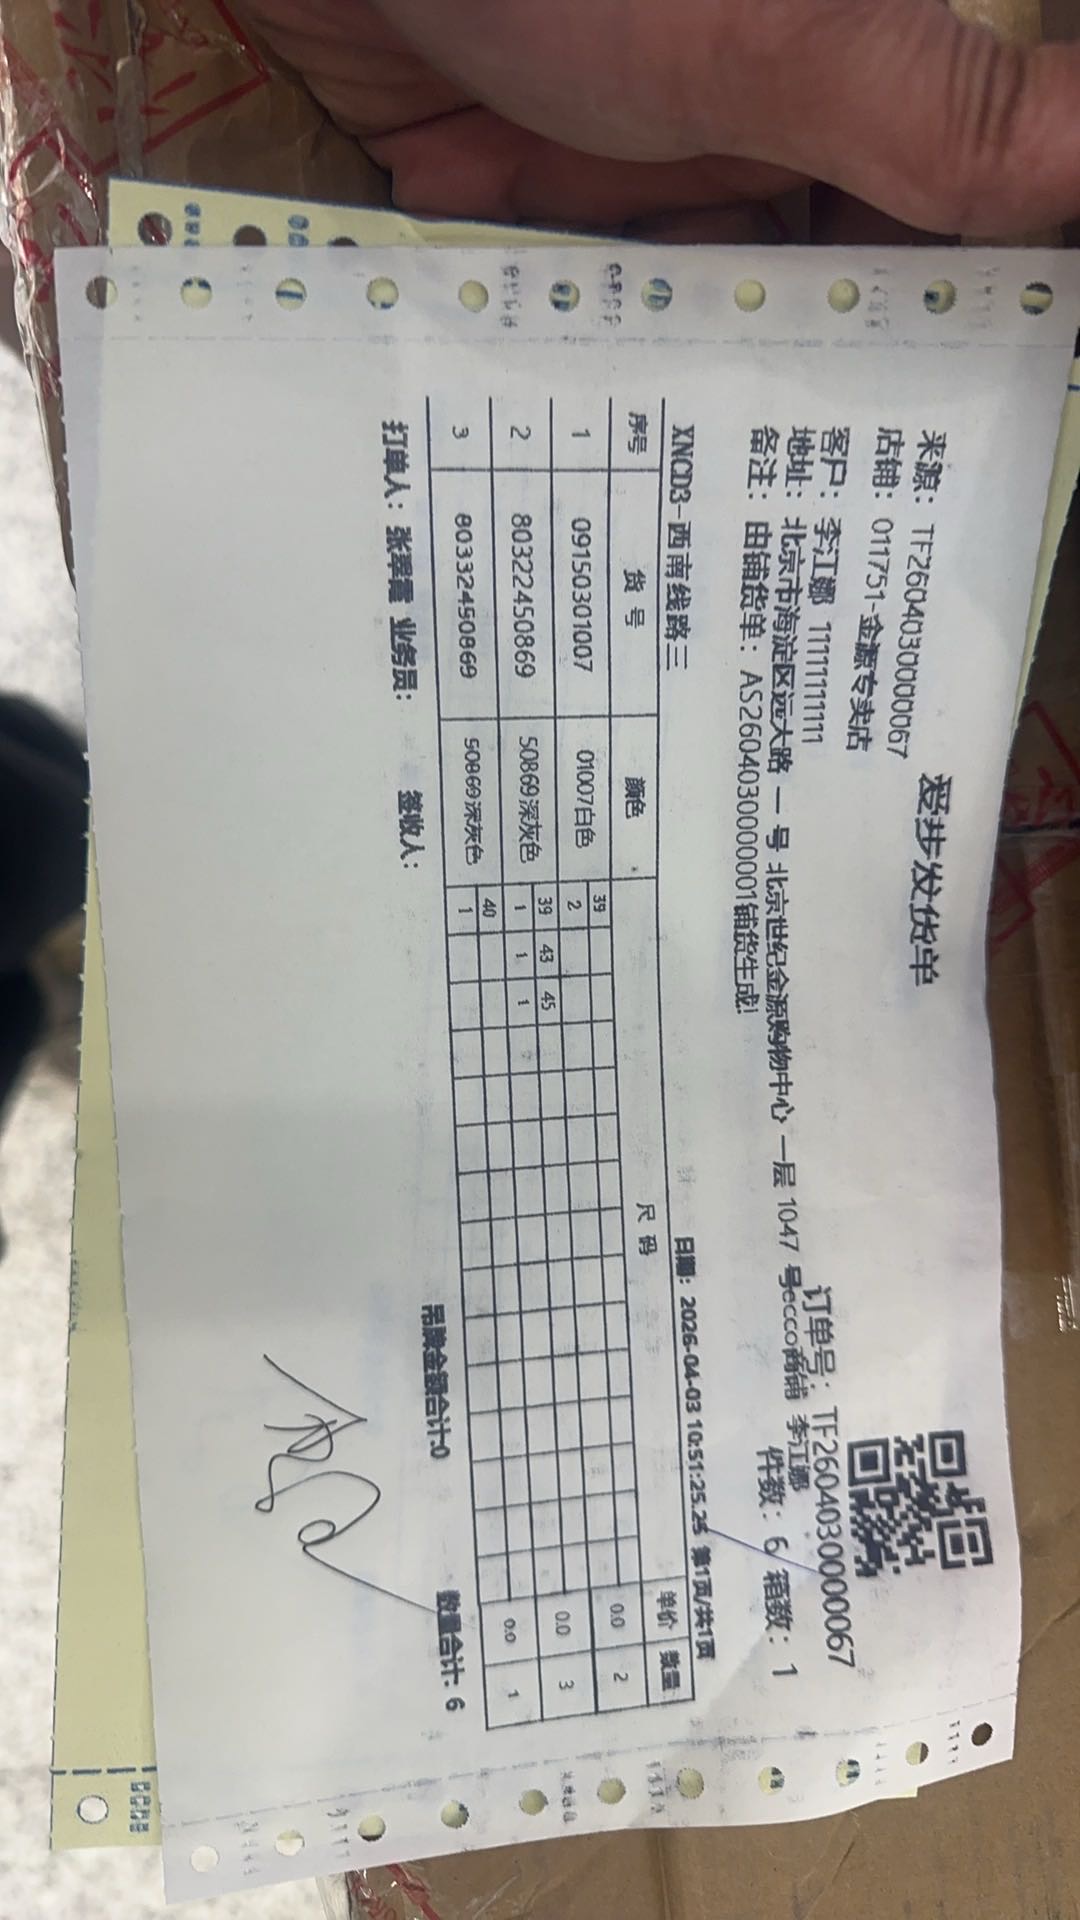 爱步发货单
来源：TF2604030000067
订单号：TF2604030000067
店铺：011751-金源专卖店
客户：李江娜 11111111111
件数：6 箱数：1
地址：北京市海淀区远大路一号北京世纪金源购物中心一层1047 号ecco商铺 李江娜
备注：由铺货单：AS2604030000001铺货生成!
XNCD3-西南线路三 日期：2026-04-03 10:51:25.25 第1页/共1页
序号 货号 颜色 尺码 单价 数量
39
1 09150301007 01007白色 2 0.0 2
39 43 45
2 80322450869 50869深灰色 1 1 1 0.0 3
40
3 80332450869 50869深灰色 1 0.0 1
吊牌金额合计:0 数量合计: 6
打单人：张翠霞 业务员： 签收人：